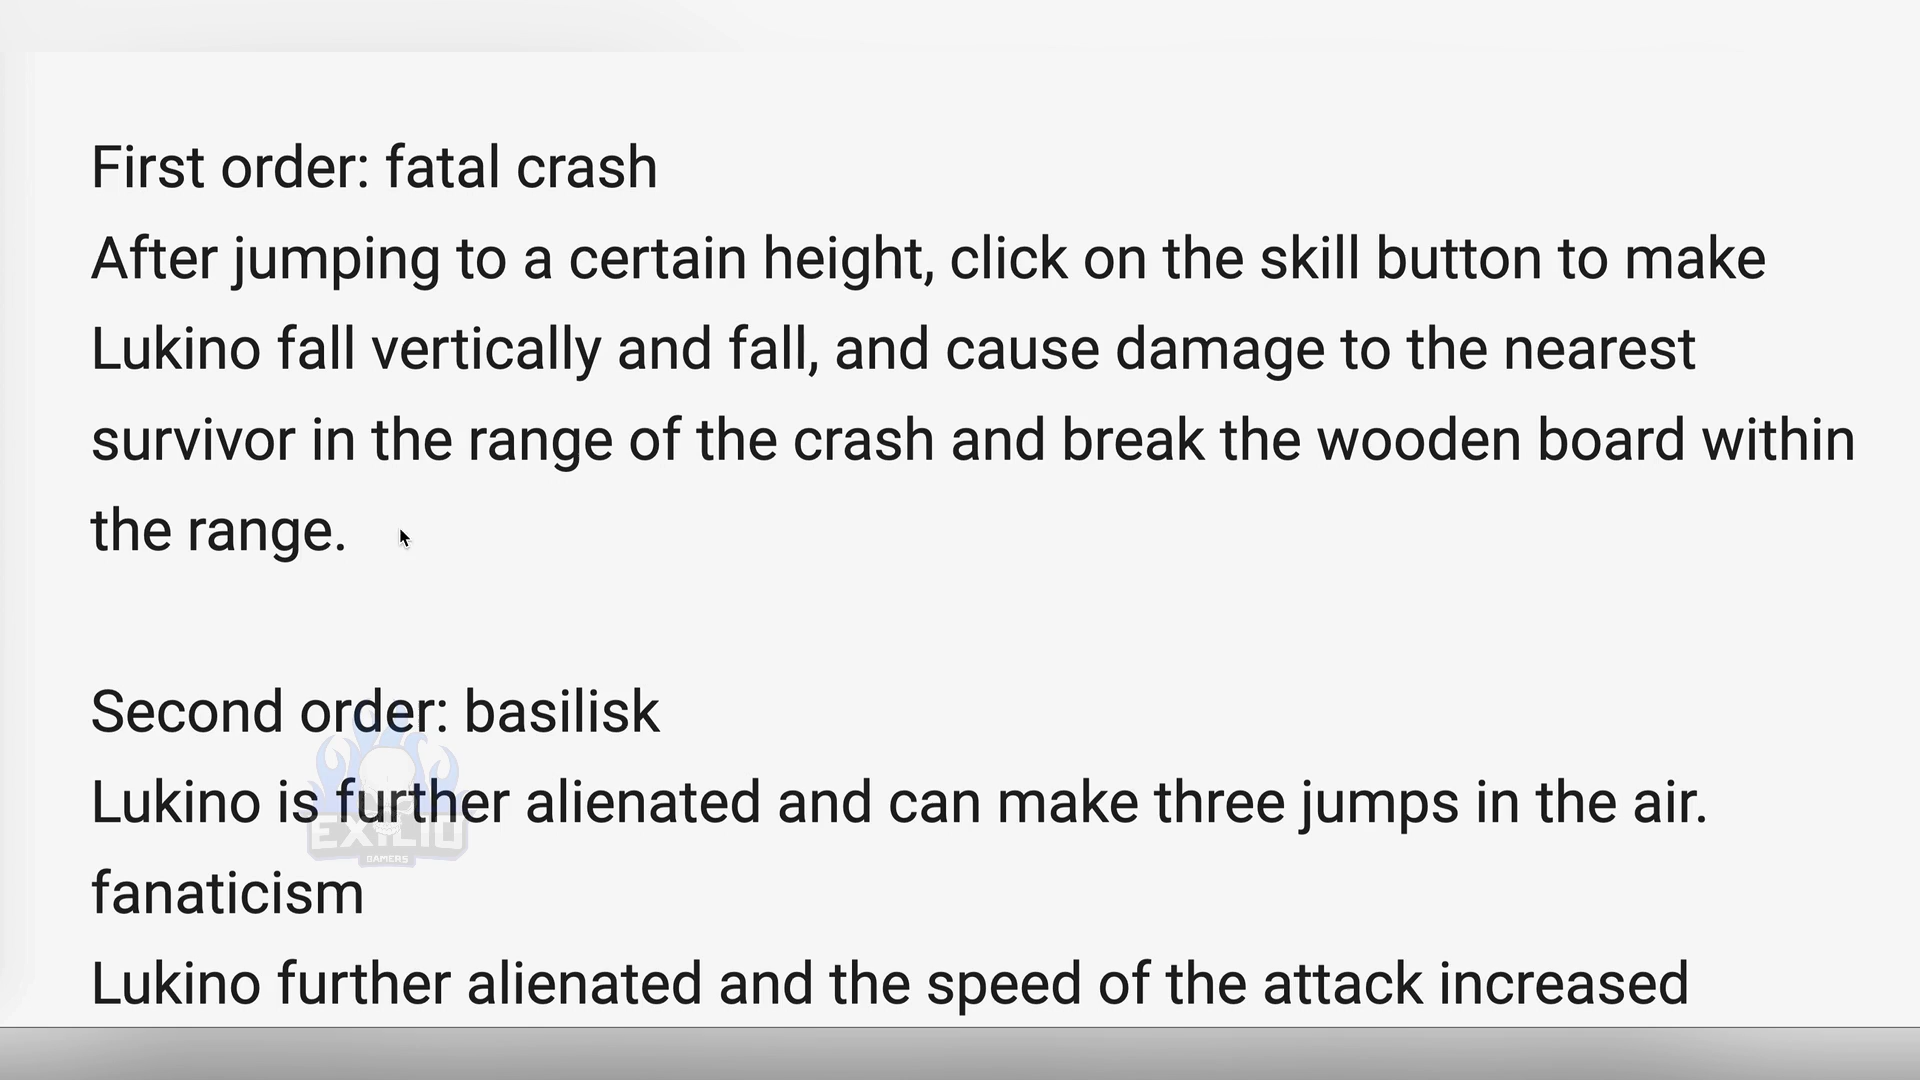 First order: fatal crash
After jumping to a certain height, click on the skill button to make
Lukino fall vertically and fall, and cause damage to the nearest
survivor in the range of the crash and break the wooden board within
the range.
Second order: basilisk
Lukino is further alienated and can make three jumps in the air.
EXILIO
GAMERS
fanaticism
Lukino further alienated and the speed of the attack increased